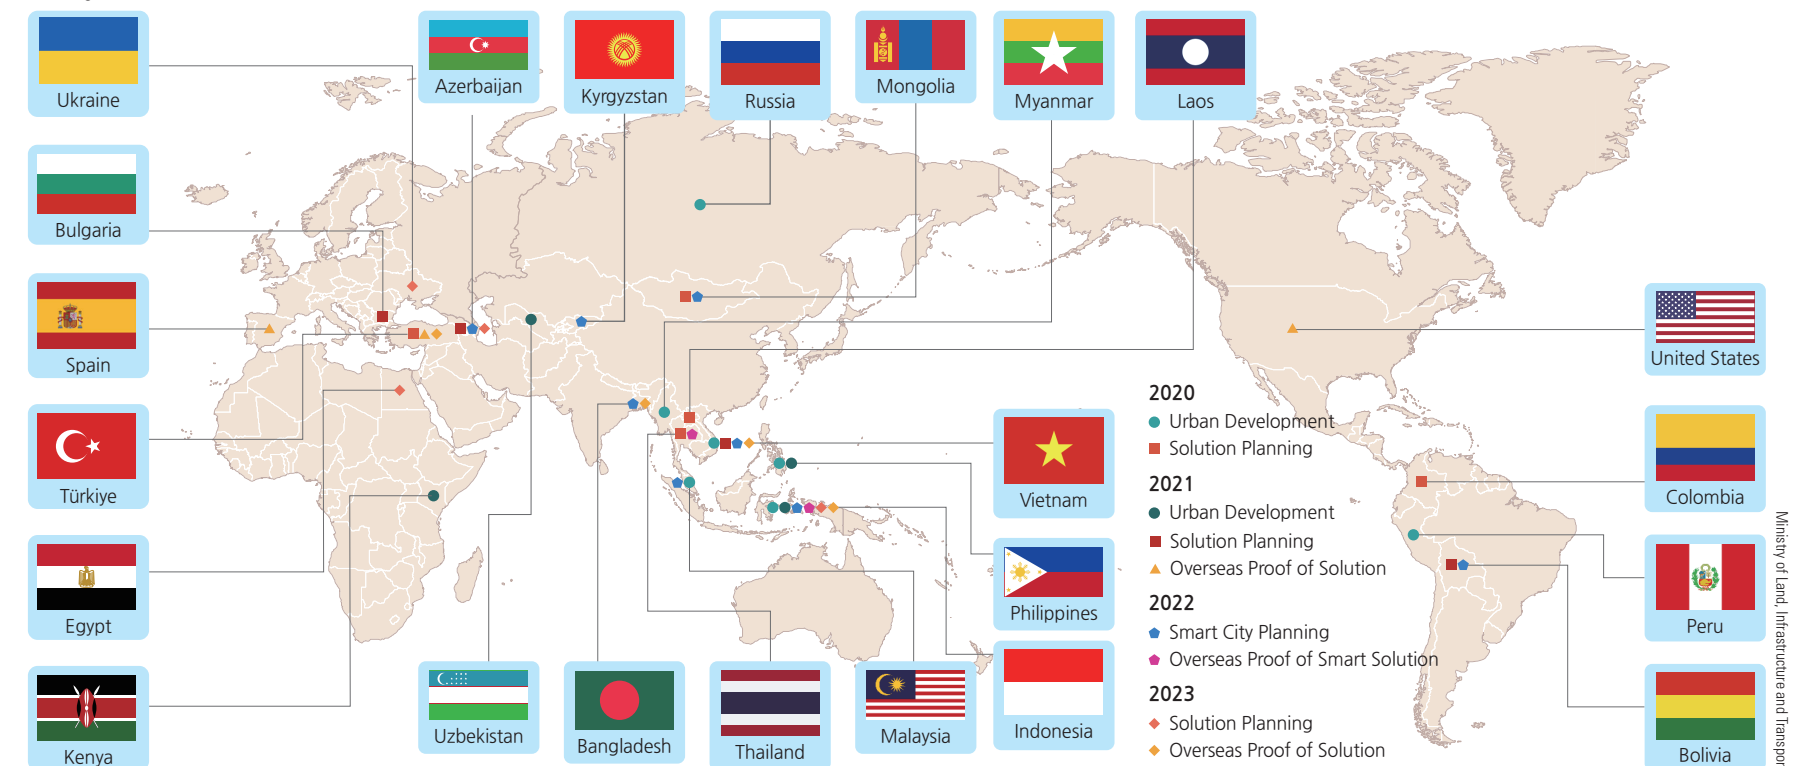 Ukraine
Azerbaijan
Kyrgyzstan
Russia
Mongolia
Myanmar
Laos
Bulgaria
Spain
Türkiye
Egypt
Kenya
Uzbekistan
Bangladesh
Thailand
Malaysia
Vietnam
Philippines
Indonesia
2020
Urban Development
Solution Planning
2021
Urban Development
Solution Planning
Overseas Proof of Solution
2022
Smart City Planning
Overseas Proof of Smart Solution
2023
Solution Planning
Overseas Proof of Solution
United States
Colombia
Peru
Bolivia
Ministry of Land, Infrastructure and Transpor